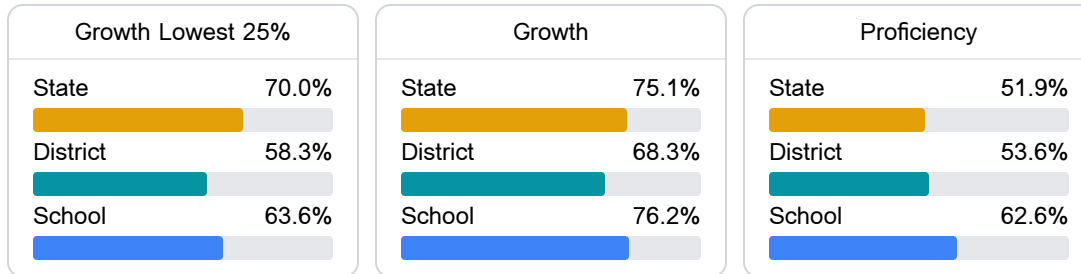 Growth Lowest 25%
State 70.0%
District 58.3%
School 63.6%
Growth
State 75.1%
District 68.3%
School 76.2%
Proficiency
State 51.9%
District 53.6%
School 62.6%